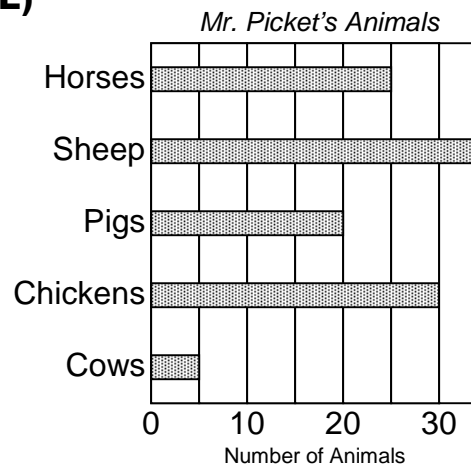 Mr. Picket's Animals
Horses
Sheep
Pigs
Chickens
Cows
0 10 20 30
Number of Animals